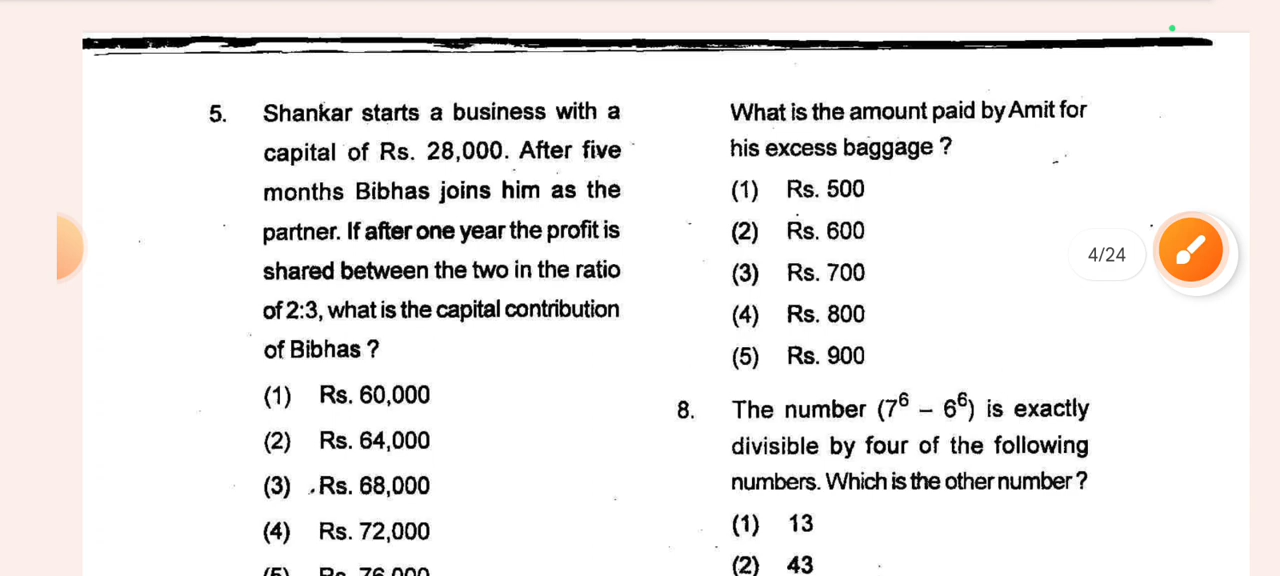 5. Shankar starts a business with a
capital of Rs. 28,000. After five
months Bibhas joins him as the
partner. If after one year the profit is
shared between the two in the ratio
of 2:3, what is the capital contribution
of Bibhas ?
(1) Rs. 60,000
(2) Rs. 64,000
(3) Rs. 68,000
(4) Rs. 72,000
(5) Rs. 76,000
What is the amount paid by Amit for
his excess baggage ?
(1) Rs. 500
(2) Rs. 600
(3) Rs. 700
(4) Rs. 800
(5) Rs. 900
8. The number (7⁶ – 6⁶) is exactly
divisible by four of the following
numbers. Which is the other number ?
(1) 13
(2) 43
4/24